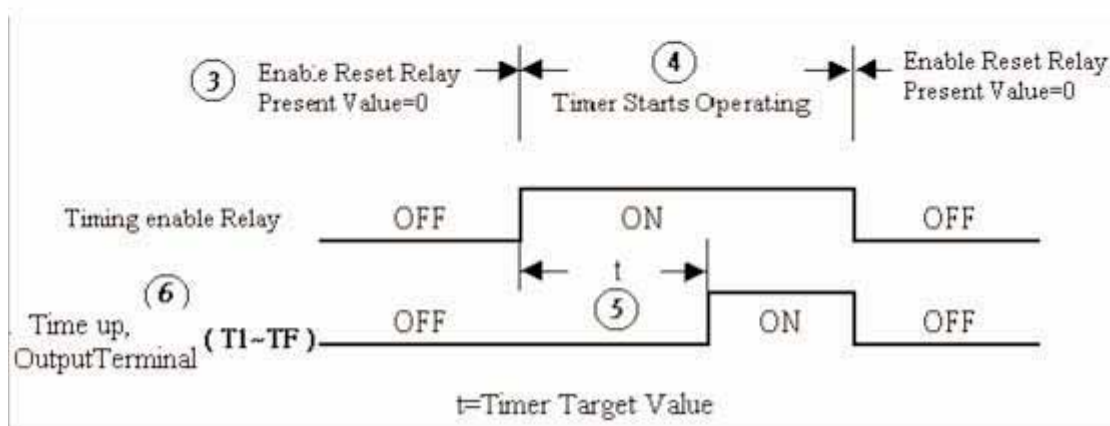 ③ Enable Reset Relay
Present Value=0
④
Timer Starts Operating
Enable Reset Relay
Present Value=0
Timing enable Relay
OFF
ON
OFF
t
⑤
⑥
Time up,
OutputTerminal
( T1~TF )
OFF
ON
OFF
t=Timer Target Value